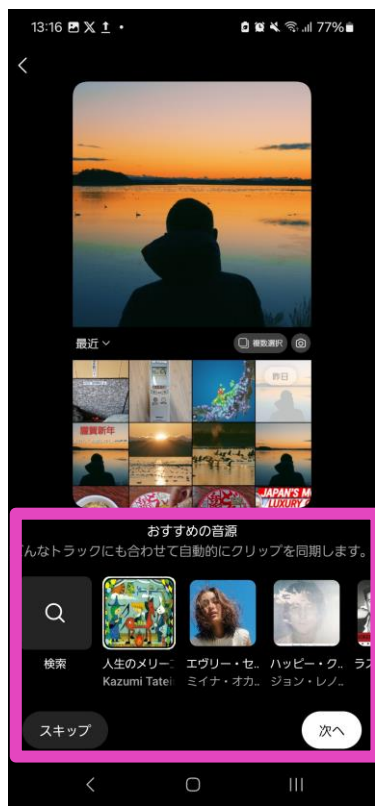 13:16
77%
最近
複数選択
昨日
謹賀新年
JAPAN'S
LUXURY
おすすめの音源
んなトラックにも合わせて自動的にクリップを同期します。
検索
人生のメリー
Kazumi Tatei
エヴリー・セ..
ミイナ・オカ..
ハッピー・ク..
ジョン・レノ..
スキップ
次へ